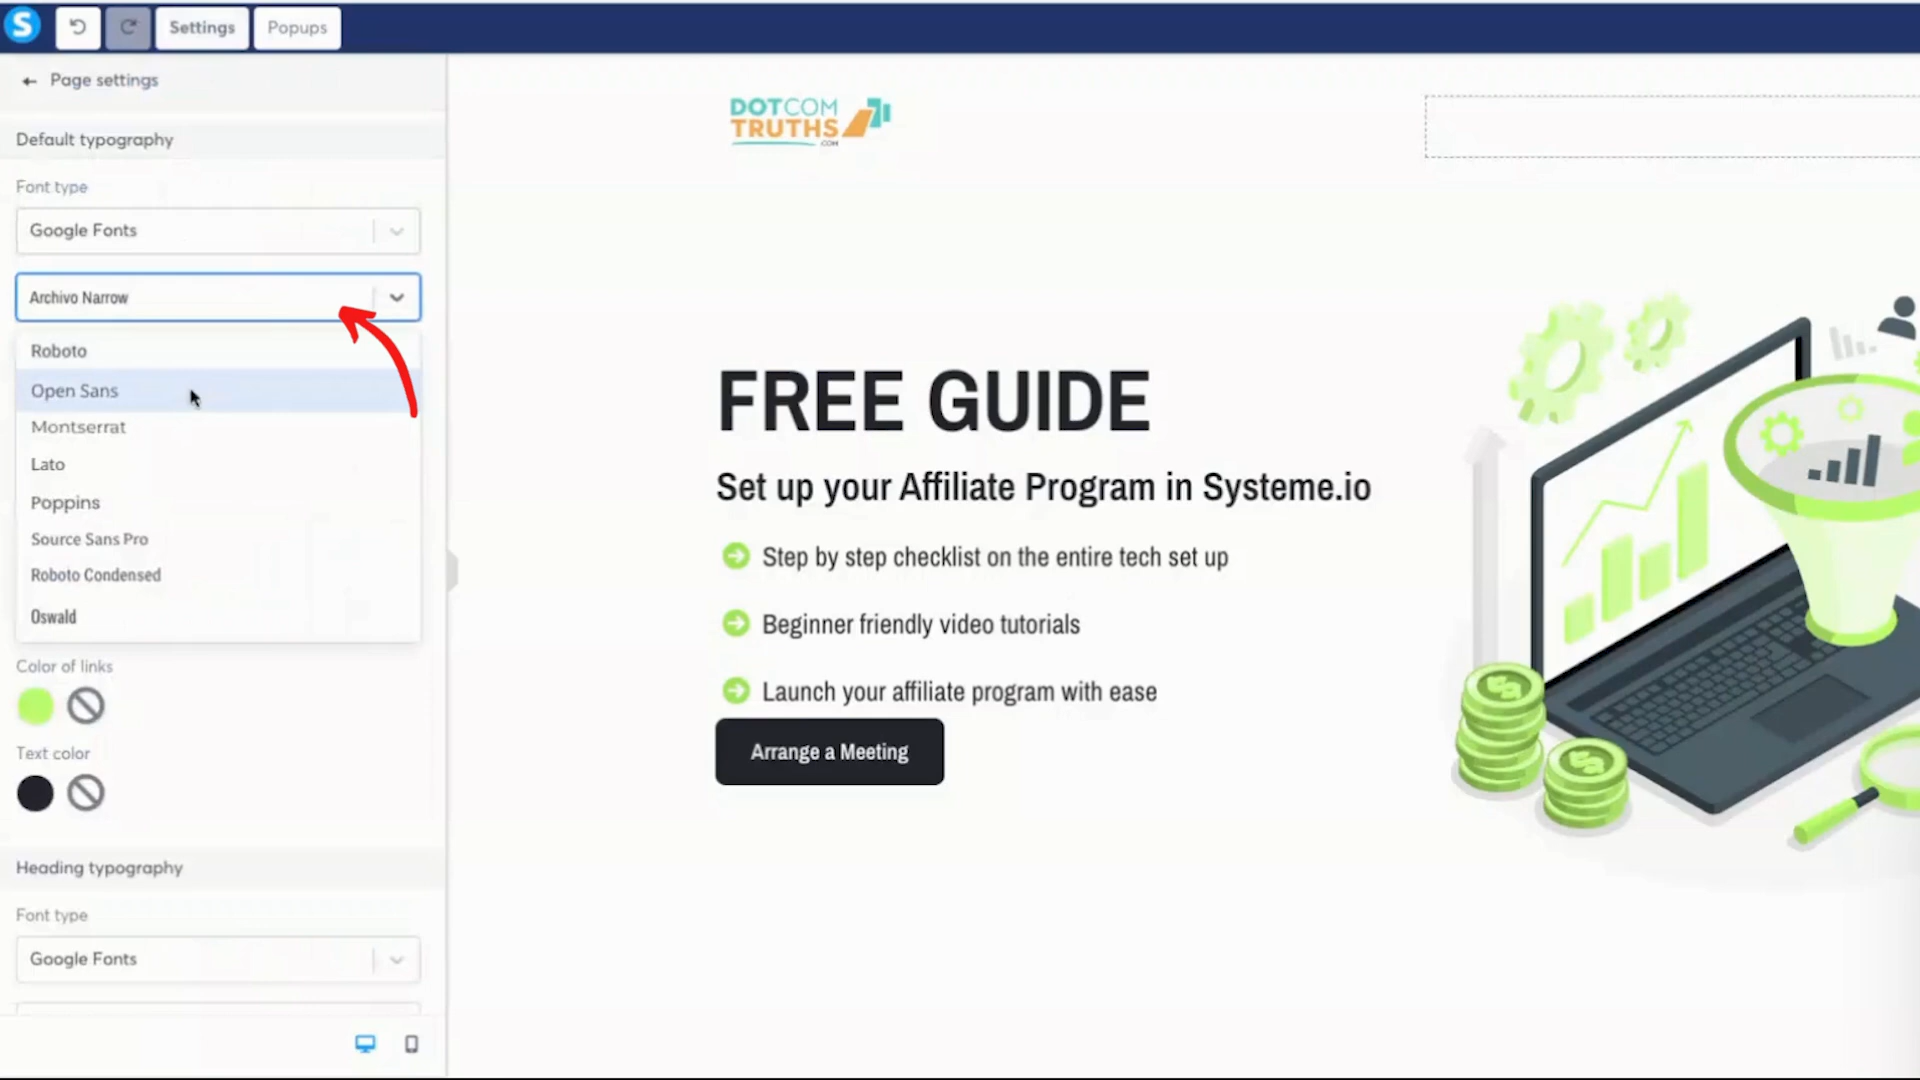 S
Settings
Popups
Page settings
Default typography
Font type
Google Fonts
Archivo Narrow
Roboto
Open Sans
Montserrat
Lato
Poppins
Source Sans Pro
Roboto Condensed
Oswald
Color of links
Text color
Heading typography
Font type
Google Fonts
DOTCOM
TRUTHS
.COM
FREE GUIDE
Set up your Affiliate Program in Systeme.io
Step by step checklist on the entire tech set up
Beginner friendly video tutorials
Launch your affiliate program with ease
Arrange a Meeting
$
$